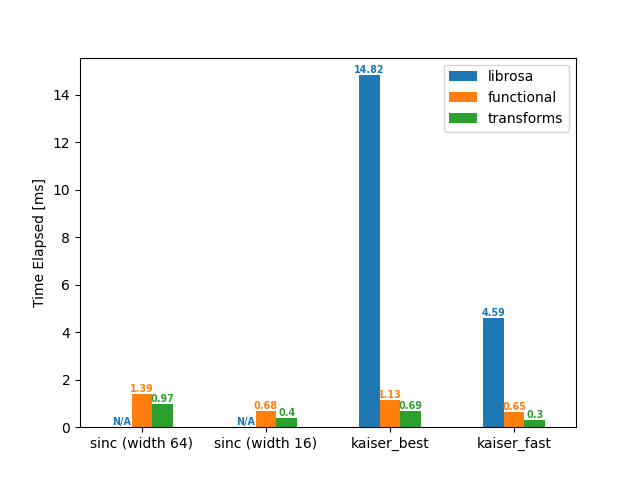 librosa
functional
transforms
Time Elapsed [ms]
14
12
10
8
6
4
2
0
N/A
1.39
0.97
N/A
0.68
0.4
14.82
1.13
0.69
4.59
0.65
0.3
sinc (width 64)
sinc (width 16)
kaiser_best
kaiser_fast